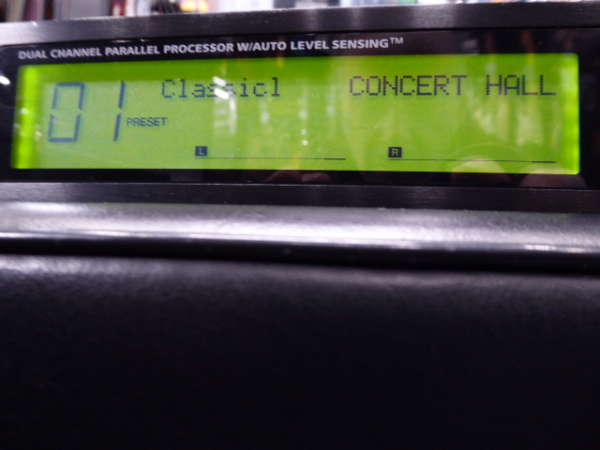 DUAL CHANNEL PARALLEL PROCESSOR W/AUTO LEVEL SENSING™
01 PRESET Classicl CONCERT HALL
L R